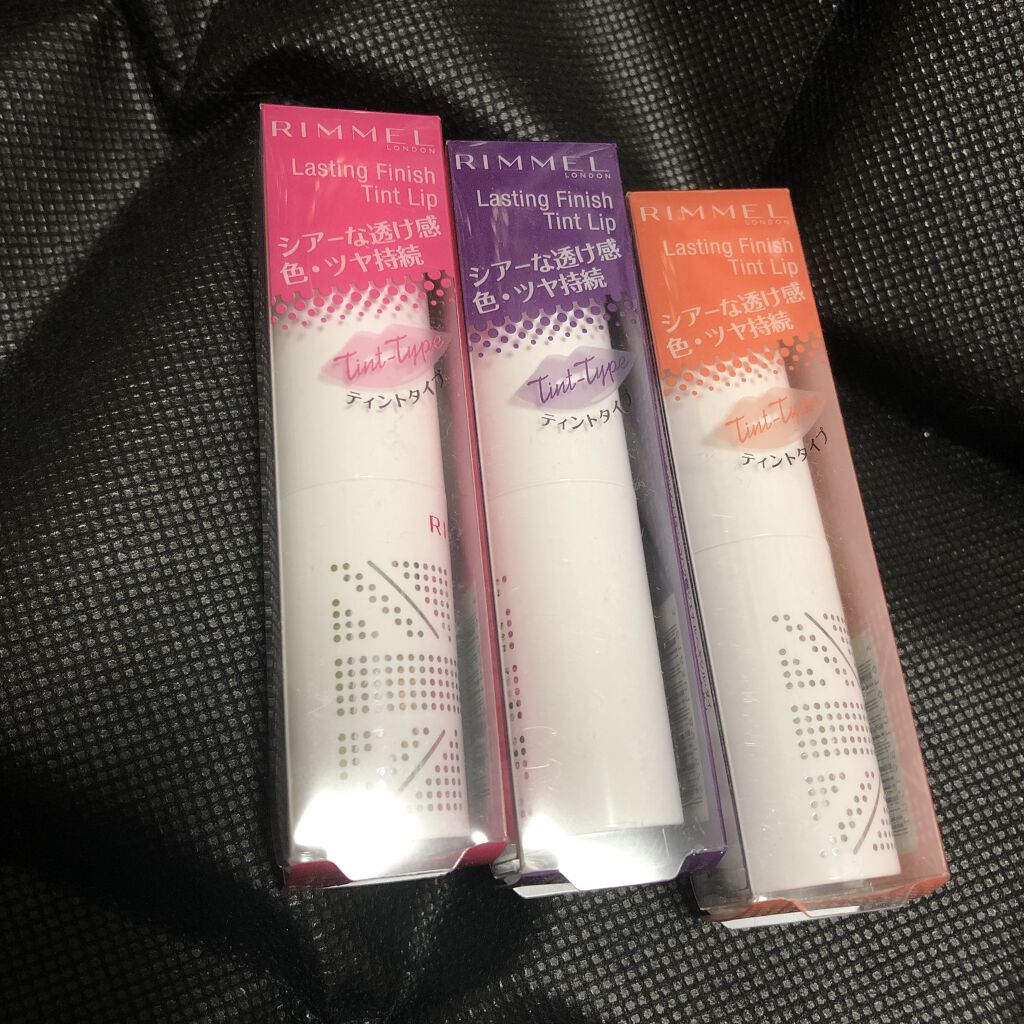 RIMMEL
LONDON
Lasting Finish
Tint Lip
シアーな透け感
色・ツヤ持続
Tint-Type
ティントタイプ
RI
RIMMEL
LONDON
Lasting Finish
Tint Lip
シアーな透け感
色・ツヤ持続
Tint-Type
ティントタイプ
RIMMEL
LONDON
Lasting Finish
Tint Lip
シアーな透け感
色・ツヤ持続
Tint-Type
ティントタイプ